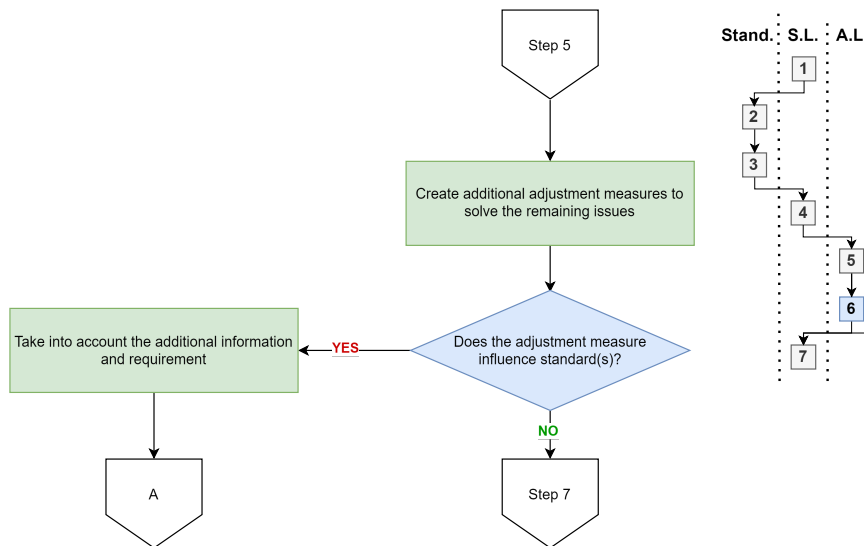 Step 5
Create additional adjustment measures to
solve the remaining issues
Does the adjustment measure
influence standard(s)?
YES
Take into account the additional information
and requirement
NO
A
Step 7
Stand. S.L. A.L
1
2
3
4
5
6
7